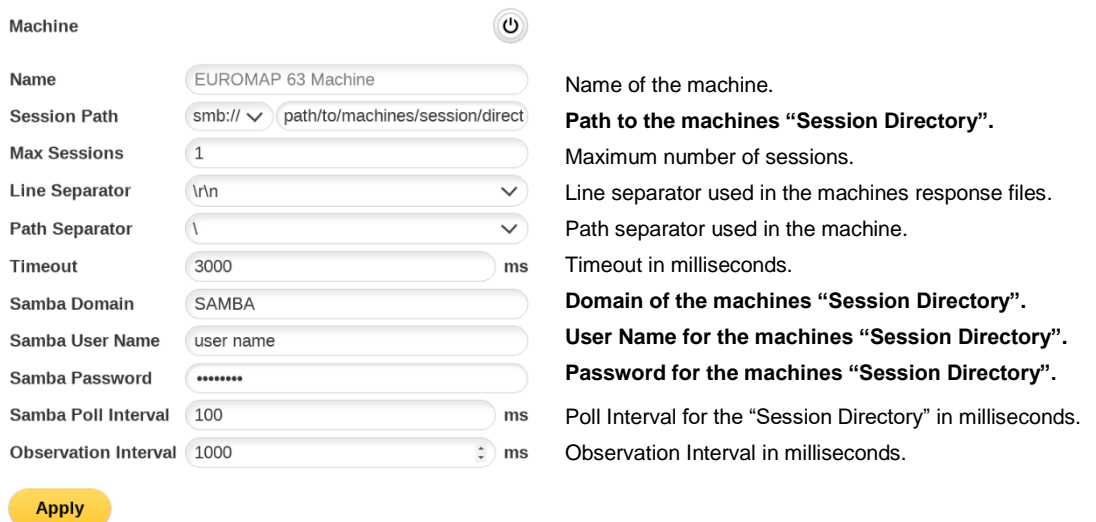 Machine
Name EUROMAP 63 Machine Name of the machine.
Session Path smb:// path/to/machines/session/direct Path to the machines “Session Directory”.
Max Sessions 1 Maximum number of sessions.
Line Separator \r\n Line separator used in the machines response files.
Path Separator \ Path separator used in the machine.
Timeout 3000 ms Timeout in milliseconds.
Samba Domain SAMBA Domain of the machines “Session Directory”.
Samba User Name user name User Name for the machines “Session Directory”.
Samba Password •••••••• Password for the machines “Session Directory”.
Samba Poll Interval 100 ms Poll Interval for the “Session Directory” in milliseconds.
Observation Interval 1000 ms Observation Interval in milliseconds.
Apply